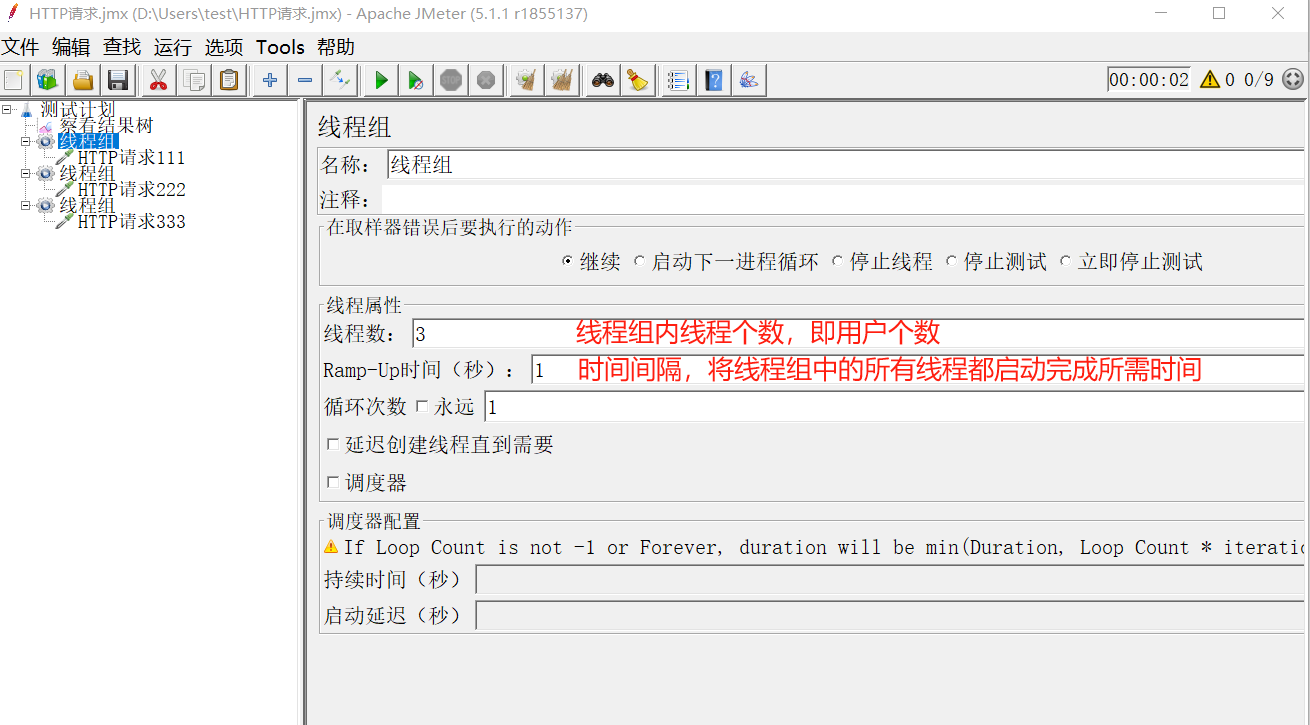 HTTP请求.jmx (D:\Users\test\HTTP请求.jmx) - Apache JMeter (5.1.1 r1855137)
文件 编辑 查找 运行 选项 Tools 帮助
00:00:02 0 0/9
测试计划
察看结果树
线程组
HTTP请求111
线程组
HTTP请求222
线程组
HTTP请求333
线程组
名称： 线程组
注释：
在取样器错误后要执行的动作
继续 启动下一进程循环 停止线程 停止测试 立即停止测试
线程属性
线程数： 3 线程组内线程个数，即用户个数
Ramp-Up时间（秒）： 1 时间间隔，将线程组中的所有线程都启动完成所需时间
循环次数 永远 1
延迟创建线程直到需要
调度器
调度器配置
If Loop Count is not -1 or Forever, duration will be min(Duration, Loop Count * iteratio
持续时间（秒）
启动延迟（秒）